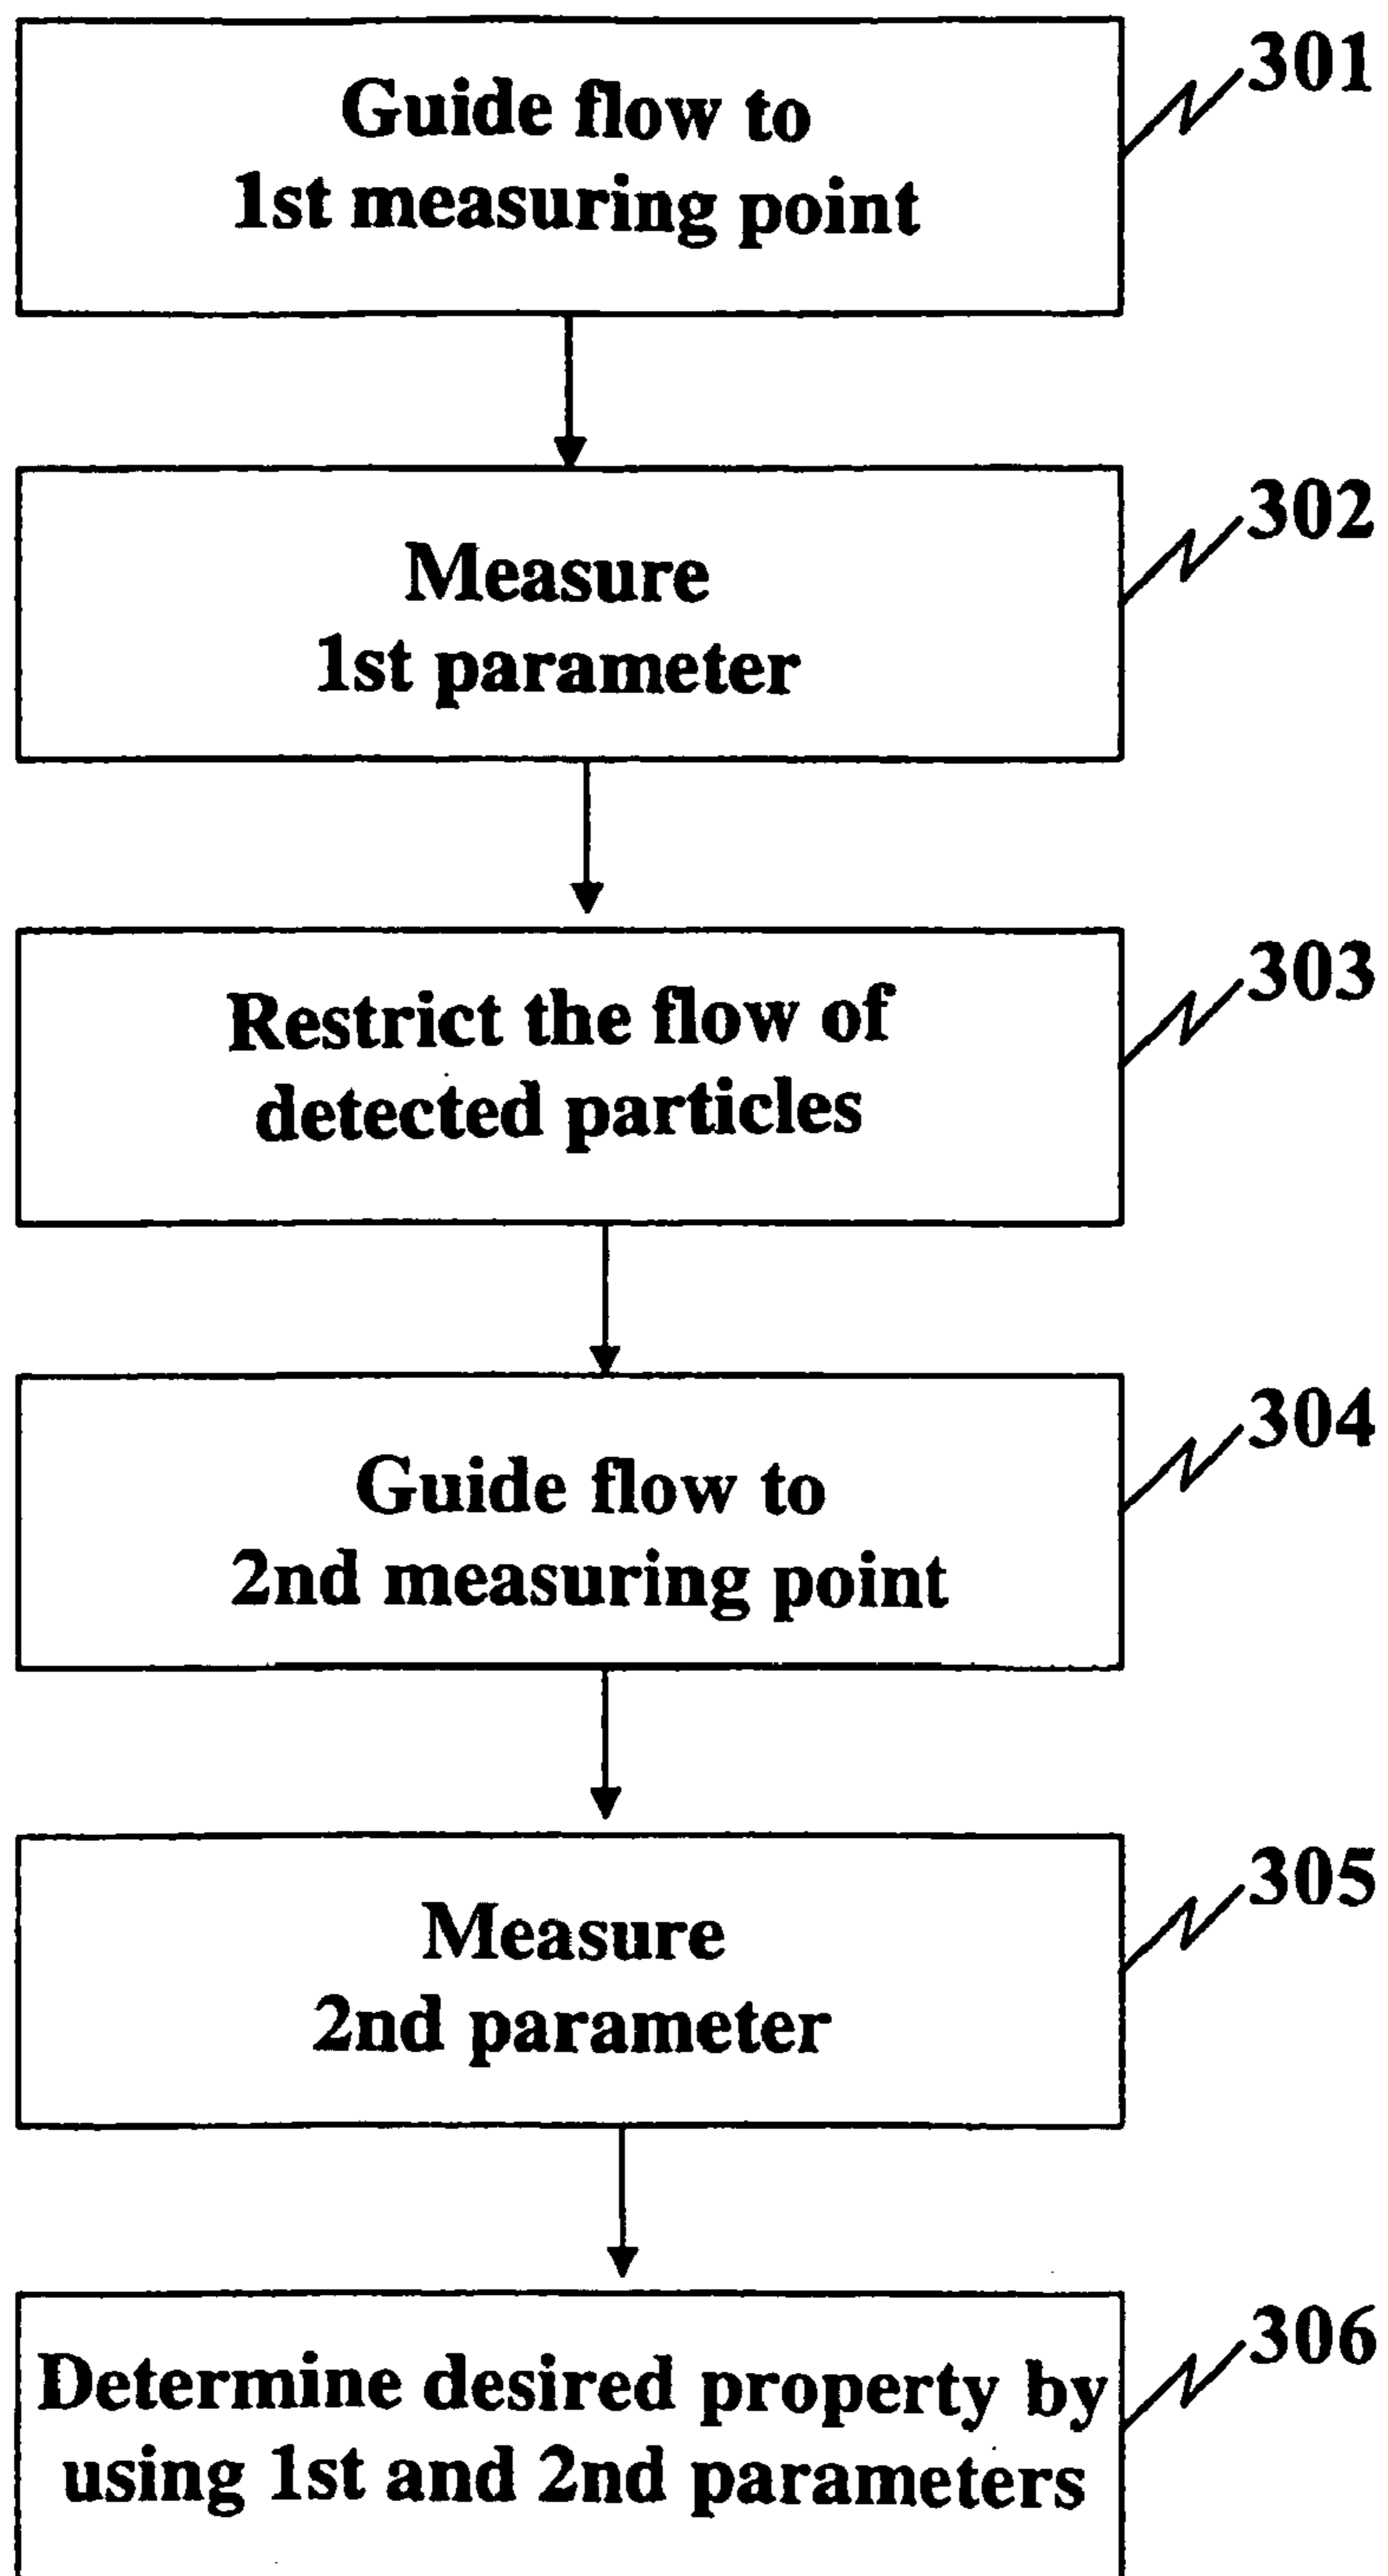 301
Guide flow to
1st measuring point
302
Measure
1st parameter
303
Restrict the flow of
detected particles
304
Guide flow to
2nd measuring point
305
Measure
2nd parameter
306
Determine desired property by
using 1st and 2nd parameters